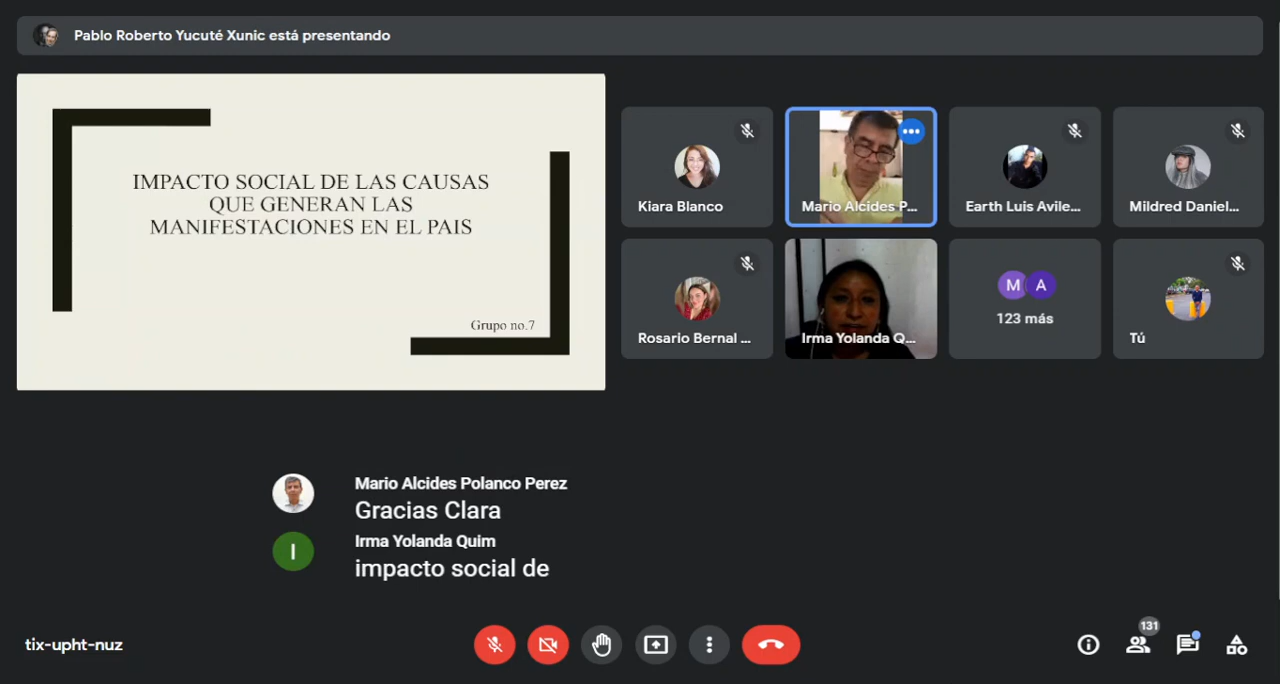 Pablo Roberto Yucuté Xunic está presentando
IMPACTO SOCIAL DE LAS CAUSAS
QUE GENERAN LAS
MANIFESTACIONES EN EL PAIS
Grupo no.7
Kiara Blanco
Mario Alcides P...
Earth Luis Avile...
Mildred Daniel...
Rosario Bernal ...
Irma Yolanda Q...
M A
123 más
Tú
Mario Alcides Polanco Perez
Gracias Clara
I
Irma Yolanda Quim
impacto social de
tix-upht-nuz
131